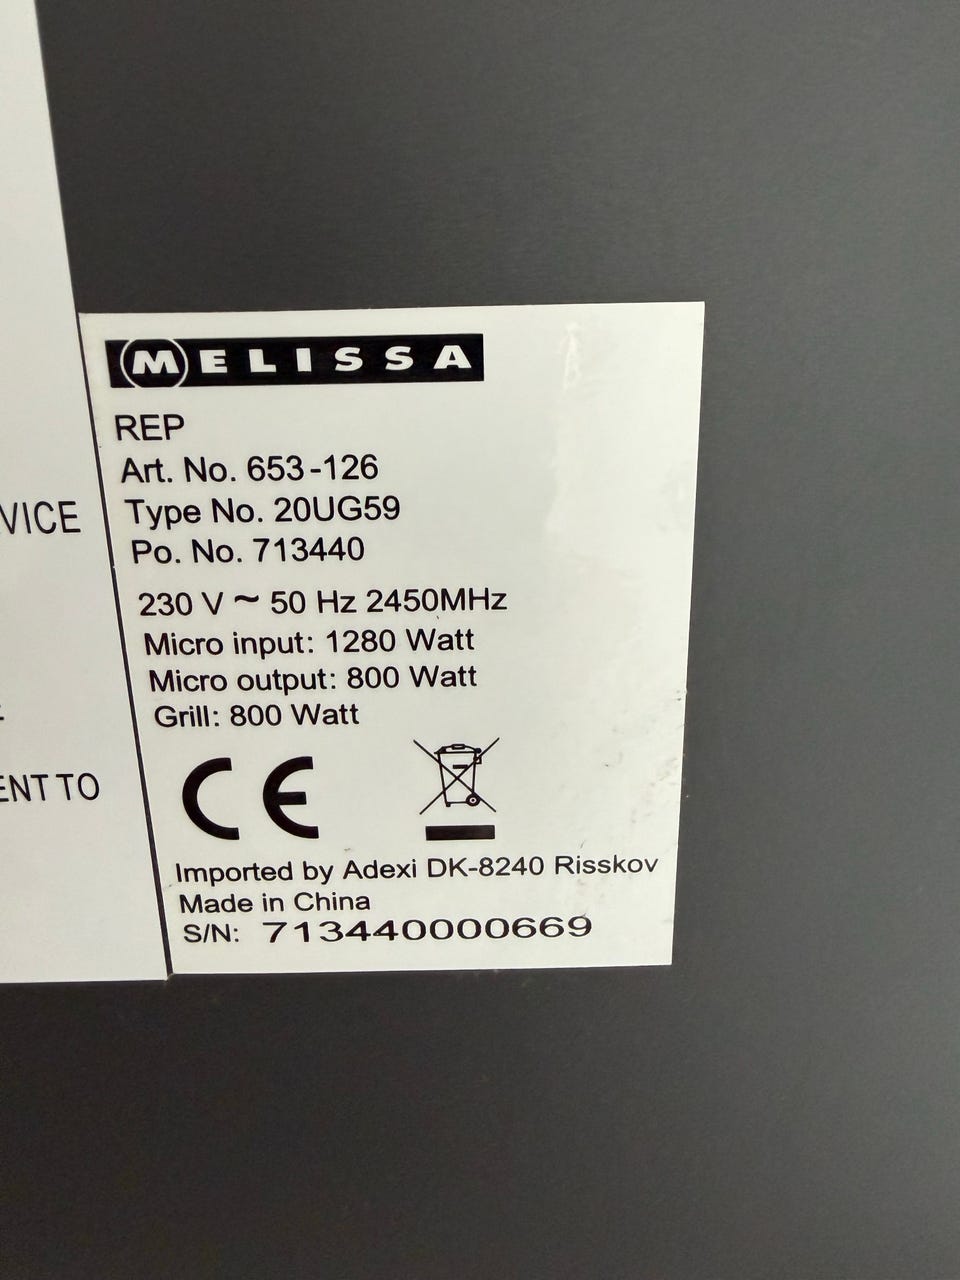 VICE
ENT TO
MELISSA
REP
Art. No. 653-126
Type No. 20UG59
Po. No. 713440
230 V ~ 50 Hz 2450MHz
Micro input: 1280 Watt
Micro output: 800 Watt
Grill: 800 Watt
CE
Imported by Adexi DK-8240 Risskov
Made in China
S/N: 713440000669